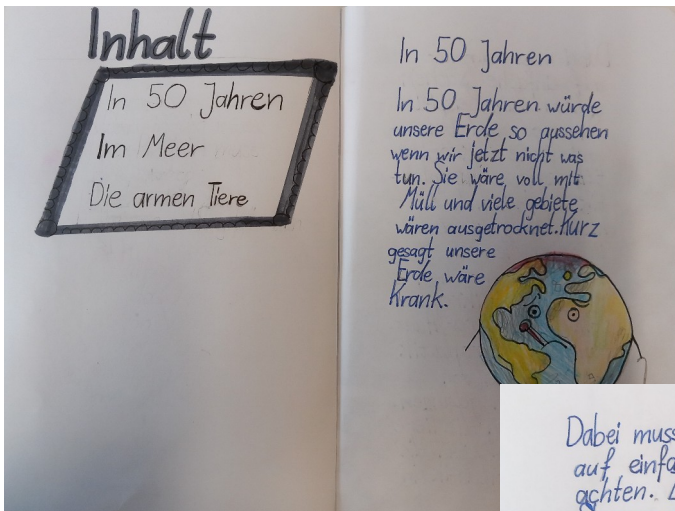 Inhalt
In 50 Jahren
Im Meer
Die armen Tiere
In 50 Jahren
In 50 Jahren würde
unsere Erde so aussehen
wenn wir jetzt nicht was
tun. Sie wäre voll mit
Müll und viele gebiete
wären ausgetrocknet. Kurz
gesagt unsere
Erde wäre
Krank.
Dabei
auf
achten.